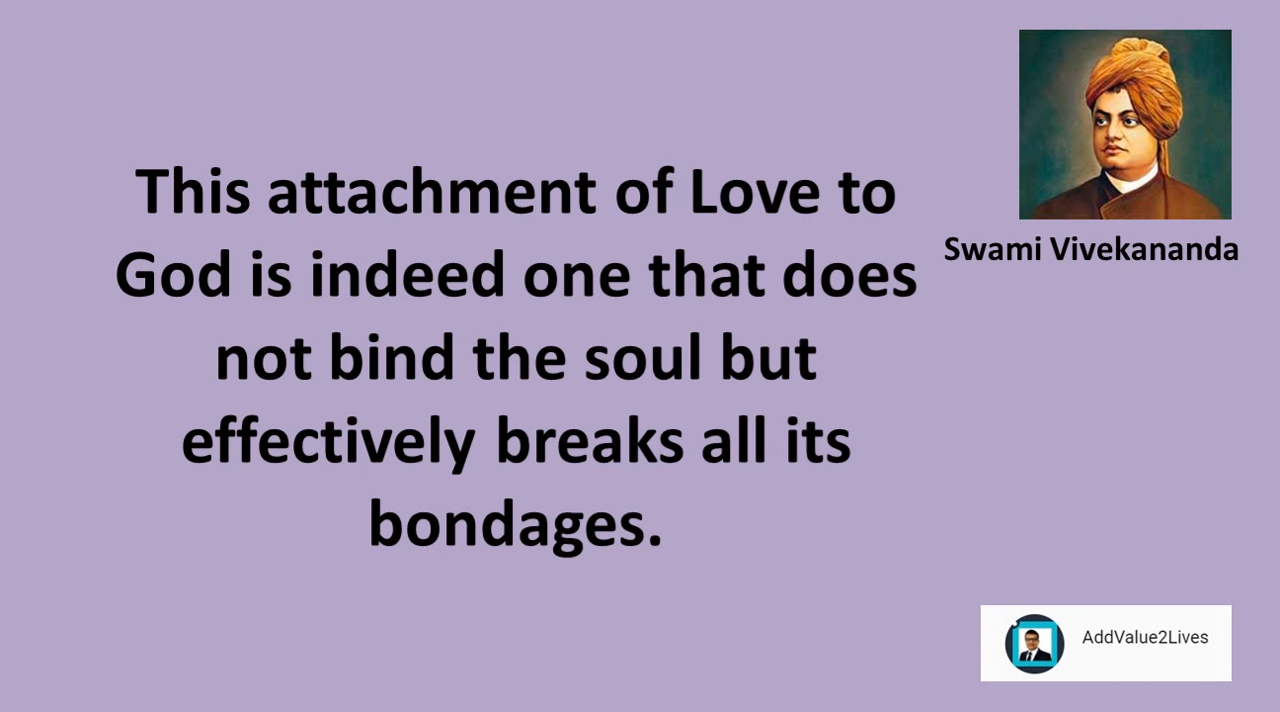 This attachment of Love to
God is indeed one that does
not bind the soul but
effectively breaks all its
bondages.
Swami Vivekananda
AddValue2Lives